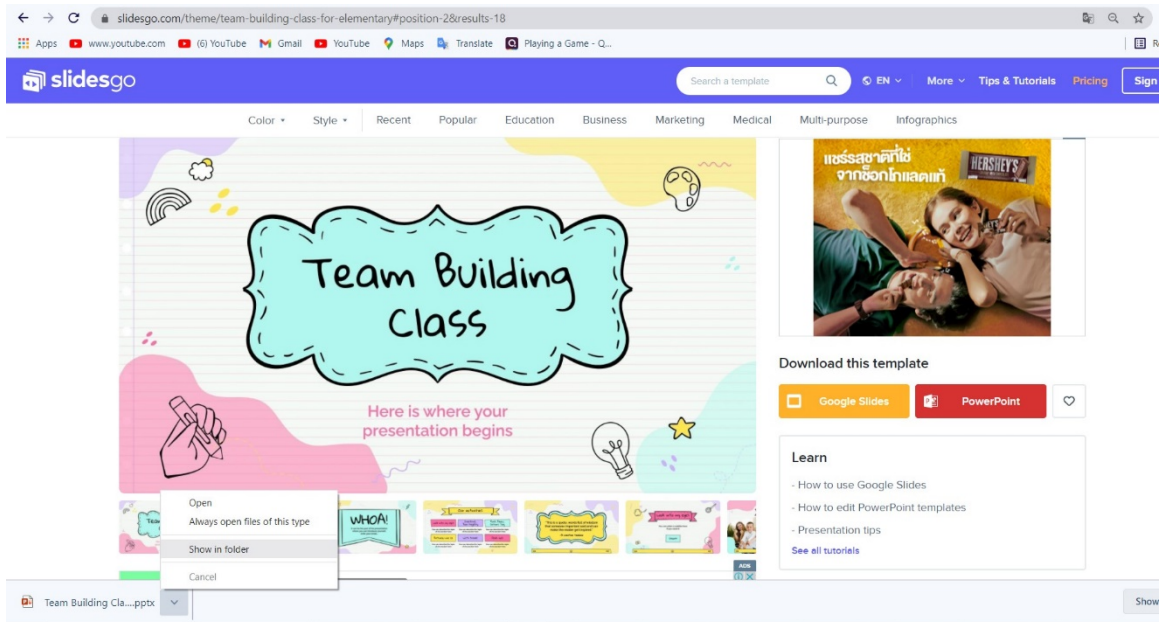 slidesgo.com/theme/team-building-class-for-elementary#position-2&results-18
Apps www.youtube.com (6) YouTube Gmail YouTube Maps Translate Playing a Game - Q...
slidesgo Search a template EN More Tips & Tutorials Pricing Sign
Color Style Recent Popular Education Business Marketing Medical Multi-purpose Infographics
แชร์รสชาติที่ใช่
จากช็อกโกแลตแท้
HERSHEY'S
Team Building
Class
Here is where your
presentation begins
Download this template
Google Slides PowerPoint
Learn
- How to use Google Slides
- How to edit PowerPoint templates
- Presentation tips
See all tutorials
Open
Always open files of this type
Show in folder
Cancel
WHOA!
ADS
Team Building Cla....pptx
Show